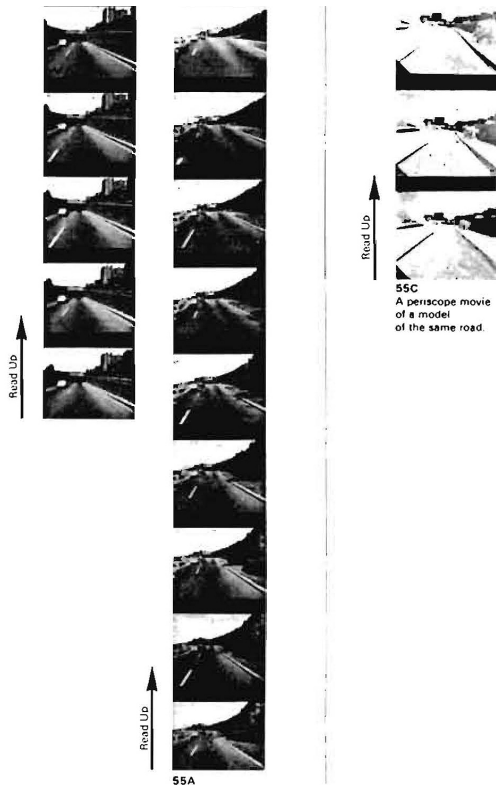 Read Up
Read Up
55A
Read Up
55C
A periscope movie
of a model
of the same road.